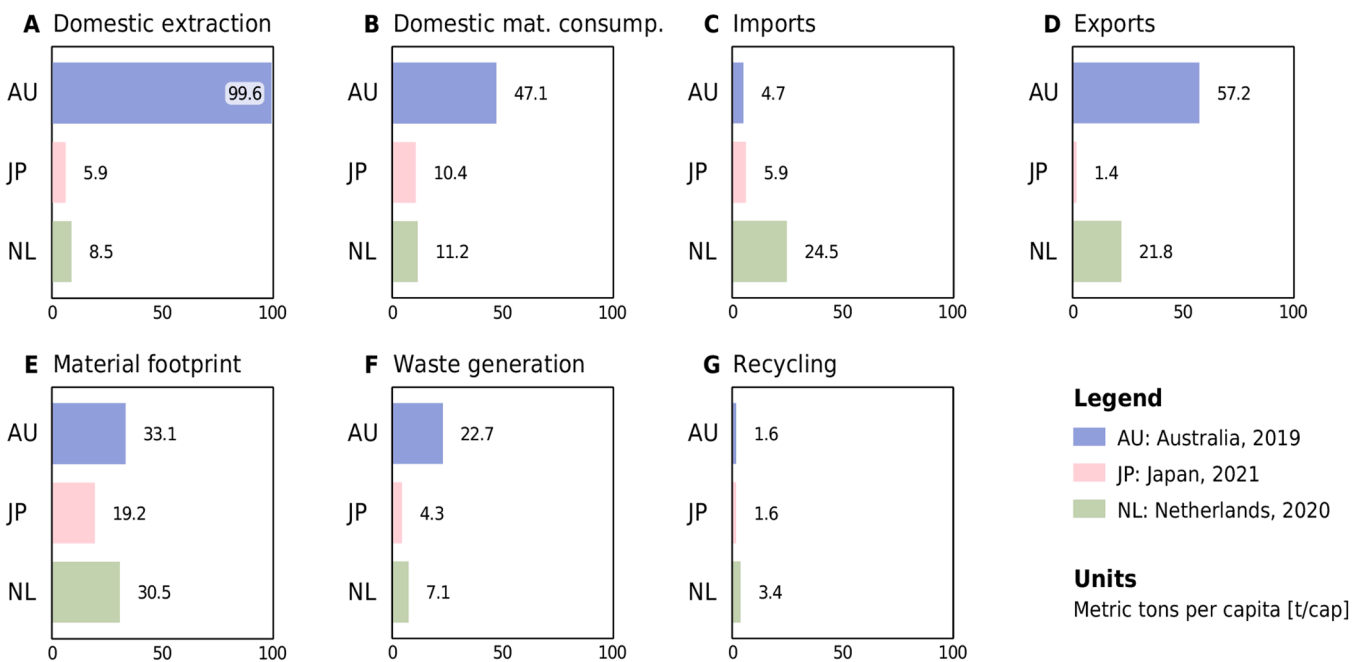 A Domestic extraction
AU 99.6
JP 5.9
NL 8.5
0 50 100
B Domestic mat. consump.
AU 47.1
JP 10.4
NL 11.2
0 50 100
C Imports
AU 4.7
JP 5.9
NL 24.5
0 50 100
D Exports
AU 57.2
JP 1.4
NL 21.8
0 50 100
E Material footprint
AU 33.1
JP 19.2
NL 30.5
0 50 100
F Waste generation
AU 22.7
JP 4.3
NL 7.1
0 50 100
G Recycling
AU 1.6
JP 1.6
NL 3.4
0 50 100
Legend
AU: Australia, 2019
JP: Japan, 2021
NL: Netherlands, 2020
Units
Metric tons per capita [t/cap]